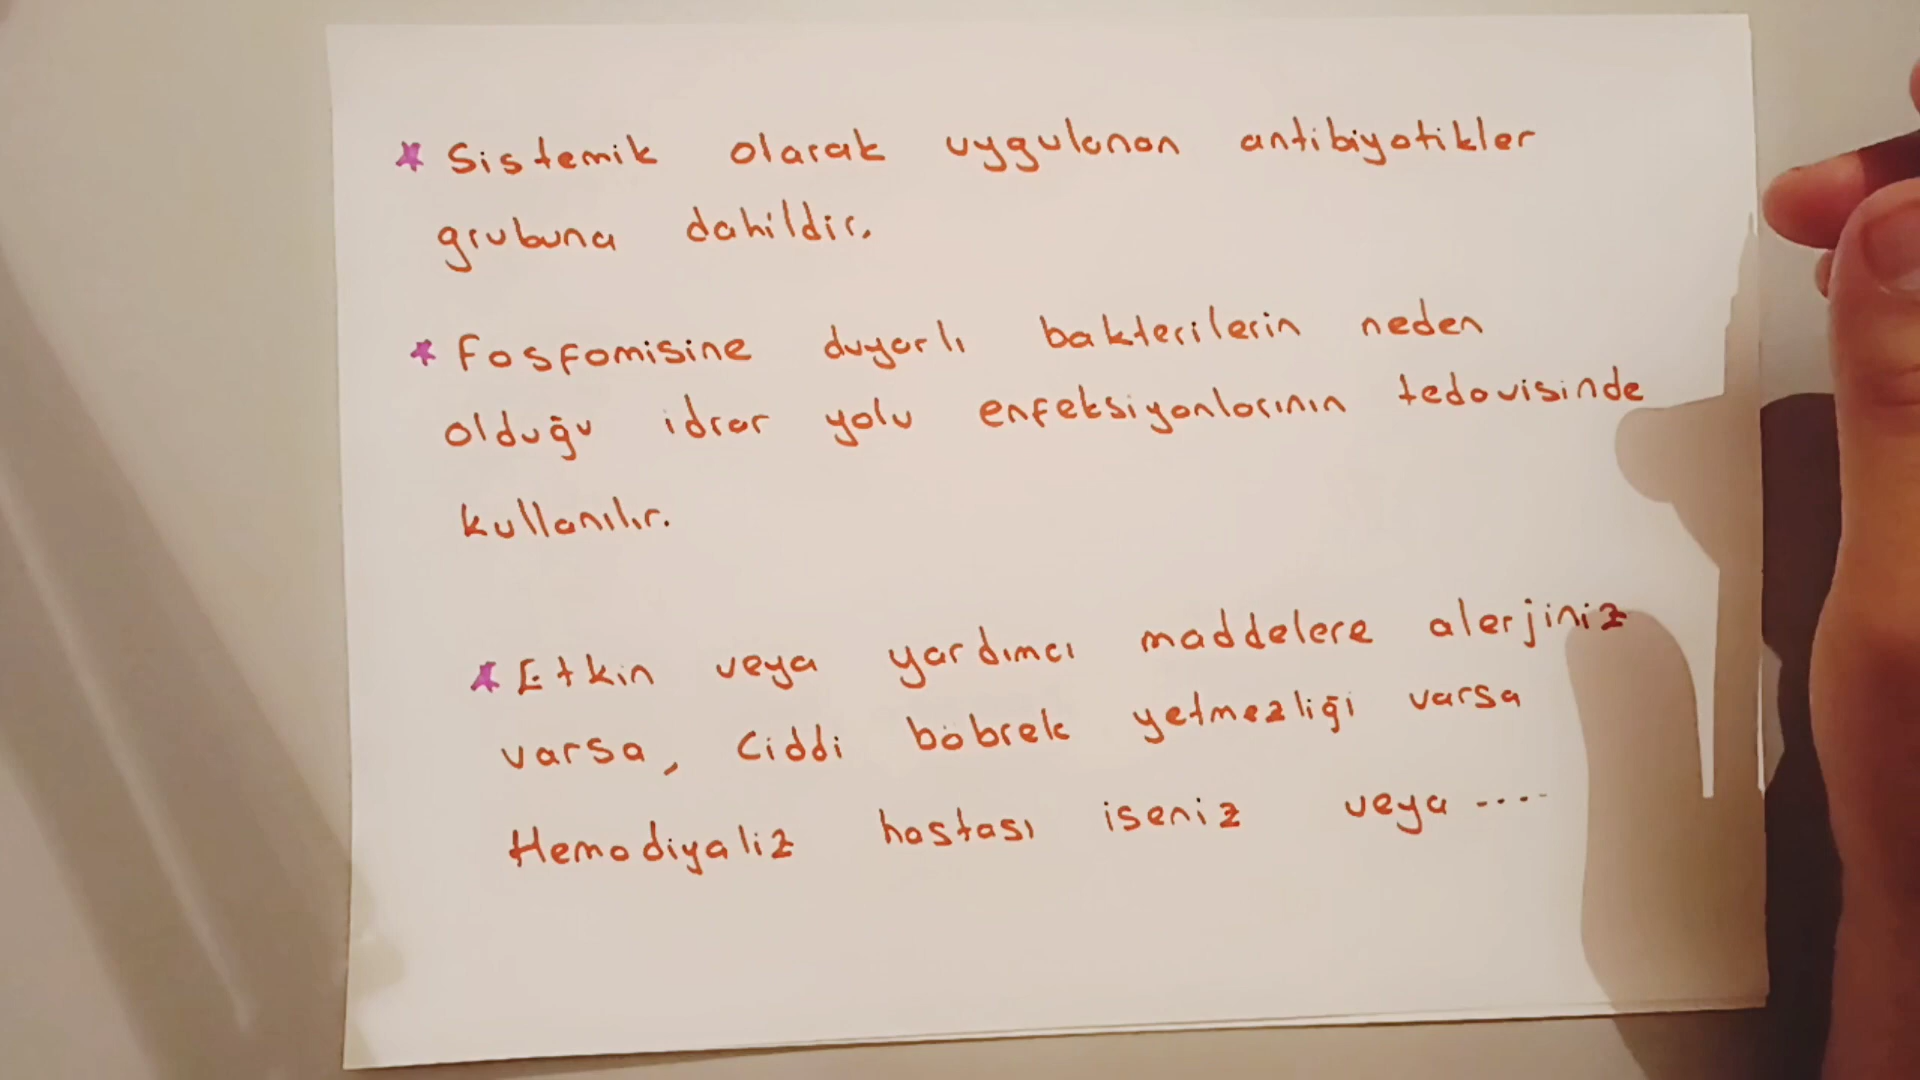 * Sistemik olarak uygulanan antibiyotikler
grubuna dahildir.
* Fosfomisine duyarlı bakterilerin neden
olduğu idrar yolu enfeksiyonlarının tedavisinde
kullanılır.
* Etkin veya yardımcı maddelere alerjiniz
varsa, Ciddi böbrek yetmezliği varsa
Hemodiyaliz hastası iseniz veya .....